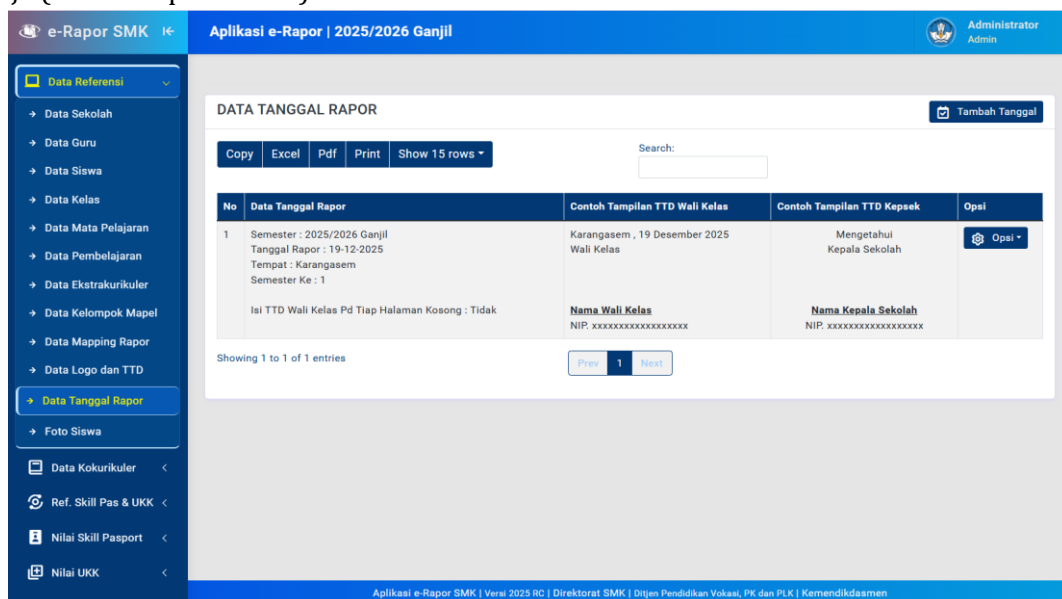 e-Rapor SMK
Aplikasi e-Rapor | 2025/2026 Ganjil
Administrator
Admin
Data Referensi
Data Sekolah
Data Guru
Data Siswa
Data Kelas
Data Mata Pelajaran
Data Pembelajaran
Data Ekstrakurikuler
Data Kelompok Mapel
Data Mapping Rapor
Data Logo dan TTD
Data Tanggal Rapor
Foto Siswa
Data Kokurikuler
Ref. Skill Pas & UKK
Nilai Skill Pasport
Nilai UKK
DATA TANGGAL RAPOR
Tambah Tanggal
Copy Excel Pdf Print Show 15 rows
Search:
No Data Tanggal Rapor Contoh Tampilan TTD Wali Kelas Contoh Tampilan TTD Kepsek Opsi
1 Semester : 2025/2026 Ganjil Karangasem , 19 Desember 2025 Mengetahui Opsi
Tanggal Rapor : 19-12-2025 Wali Kelas Kepala Sekolah
Tempat : Karangasem
Semester Ke : 1
Isi TTD Wali Kelas Pd Tiap Halaman Kosong : Tidak Nama Wali Kelas Nama Kepala Sekolah
NIP. xxxxxxxxxxxxxxxxxx NIP. xxxxxxxxxxxxxxxxxx
Showing 1 to 1 of 1 entries
Prev 1 Next
Aplikasi e-Rapor SMK | Versi 2025 RC | Direktorat SMK | Ditjen Pendidikan Vokasi, PK dan PLK | Kemendikdasmen